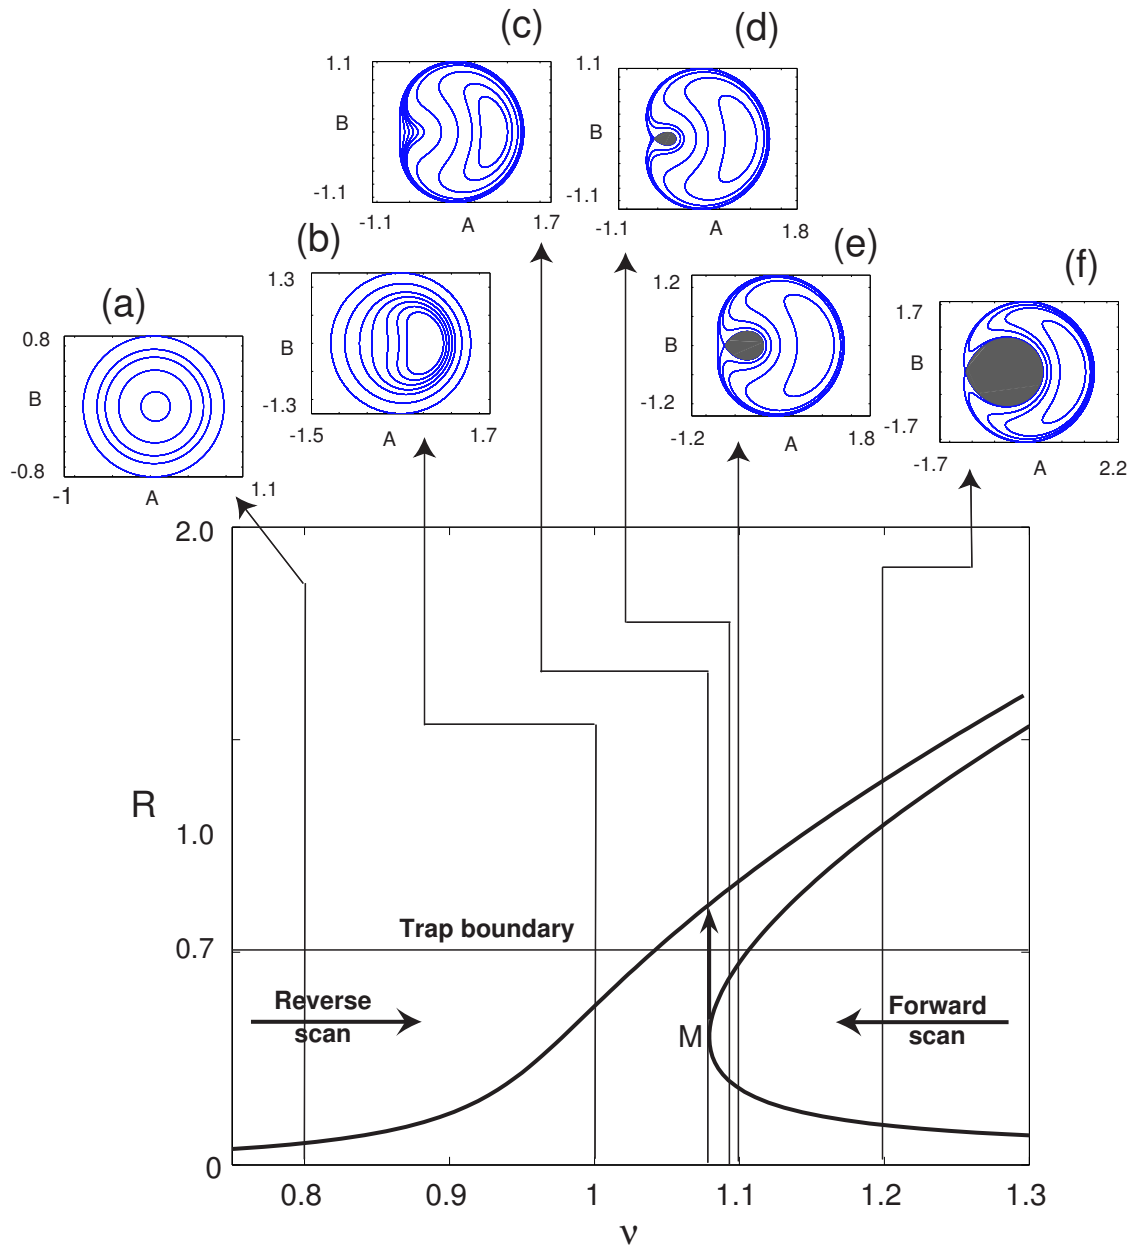 (c)
(d)
1.1
B
-1.1
-1.1
A
1.7
1.1
B
-1.1
-1.1
A
1.8
(b)
1.3
B
-1.3
-1.5
A
1.7
(e)
1.2
B
-1.2
-1.2
A
1.8
(a)
0.8
B
-0.8
-1
A
1.1
(f)
1.7
B
-1.7
-1.7
A
2.2
2.0
R
1.0
Trap boundary
0.7
Reverse
scan
M
Forward
scan
0
0.8
0.9
1
1.1
1.2
1.3
ν